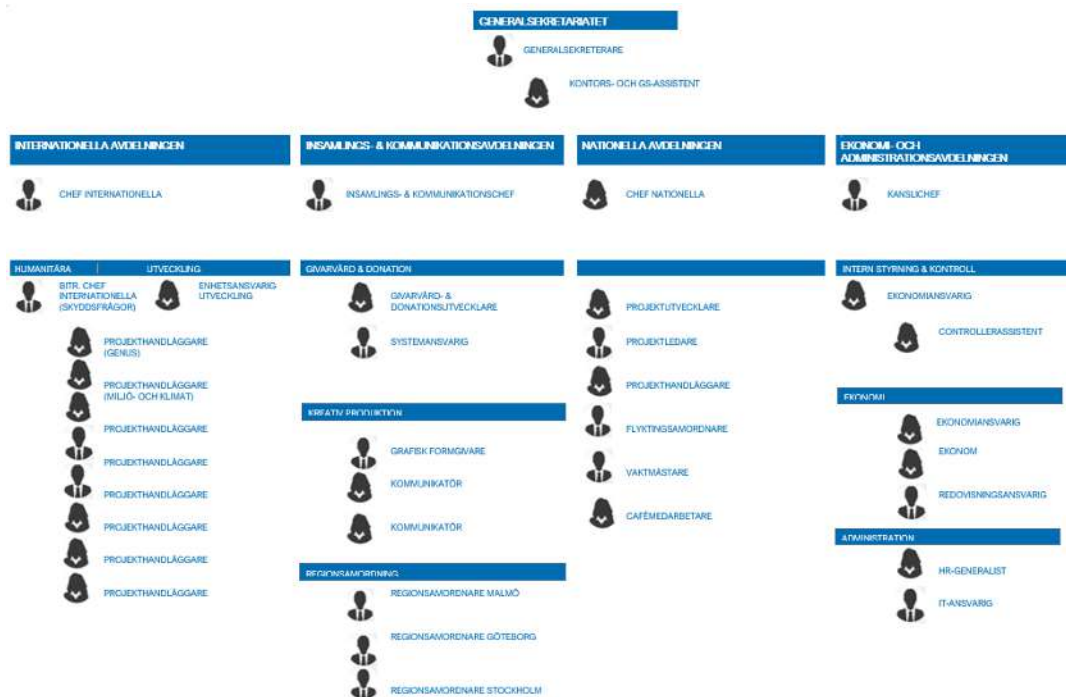 GENERALSEKRETARIATET
GENERALSEKRETERARE
KONTORS- OCH GS-ASSISTENT
INTERNATIONELLA AVDELNINGEN
CHEF INTERNATIONELLA
HUMANITÄRA | UTVECKLING
BITR. CHEF
INTERNATIONELLA
(SKYDDSFRÅGOR)
ENHETSANSVARIG
UTVECKLING
PROJEKTHANDLÄGGARE
(GENUS)
PROJEKTHANDLÄGGARE
(MILJÖ- OCH KLIMAT)
PROJEKTHANDLÄGGARE
PROJEKTHANDLÄGGARE
PROJEKTHANDLÄGGARE
PROJEKTHANDLÄGGARE
PROJEKTHANDLÄGGARE
PROJEKTHANDLÄGGARE
INSAMLINGS- & KOMMUNIKATIONSAVDELNINGEN
INSAMLINGS- & KOMMUNIKATIONSCHEF
GIVARVÅRD & DONATION
GIVARVÅRD- &
DONATIONSUTVECKLARE
SYSTEMANSVARIG
KREATIV PRODUKTION
GRAFISK FORMGIVARE
KOMMUNIKATÖR
KOMMUNIKATÖR
REGIONSAMORDNING
REGIONSAMORDNARE MALMÖ
REGIONSAMORDNARE GÖTEBORG
REGIONSAMORDNARE STOCKHOLM
NATIONELLA AVDELNINGEN
CHEF NATIONELLA
PROJEKTUTVECKLARE
PROJEKTLEDARE
PROJEKTHANDLÄGGARE
FLYKTINGSAMORDNARE
VAKTMÄSTARE
CAFÉMEDARBETARE
EKONOMI- OCH
ADMINISTRATIONSAVDELNINGEN
KANSLICHEF
INTERN STYRNING & KONTROLL
EKONOMIANSVARIG
CONTROLLERASSISTENT
EKONOMI
EKONOMIANSVARIG
EKONOM
REDOVISNINGSANSVARIG
ADMINISTRATION
HR-GENERALIST
IT-ANSVARIG